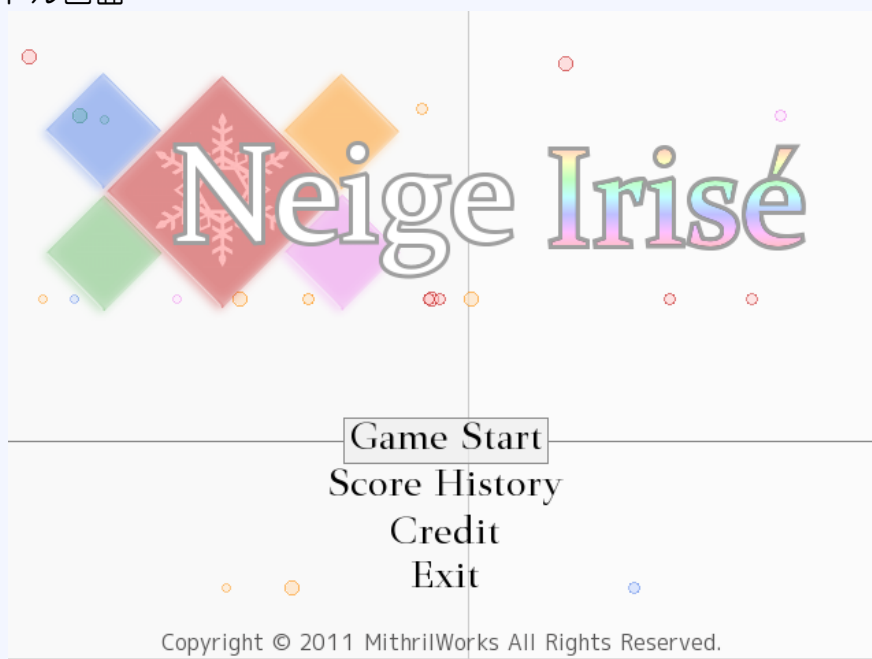 Neige Irisé
Game Start
Score History
Credit
Exit
Copyright © 2011 MithrilWorks All Rights Reserved.